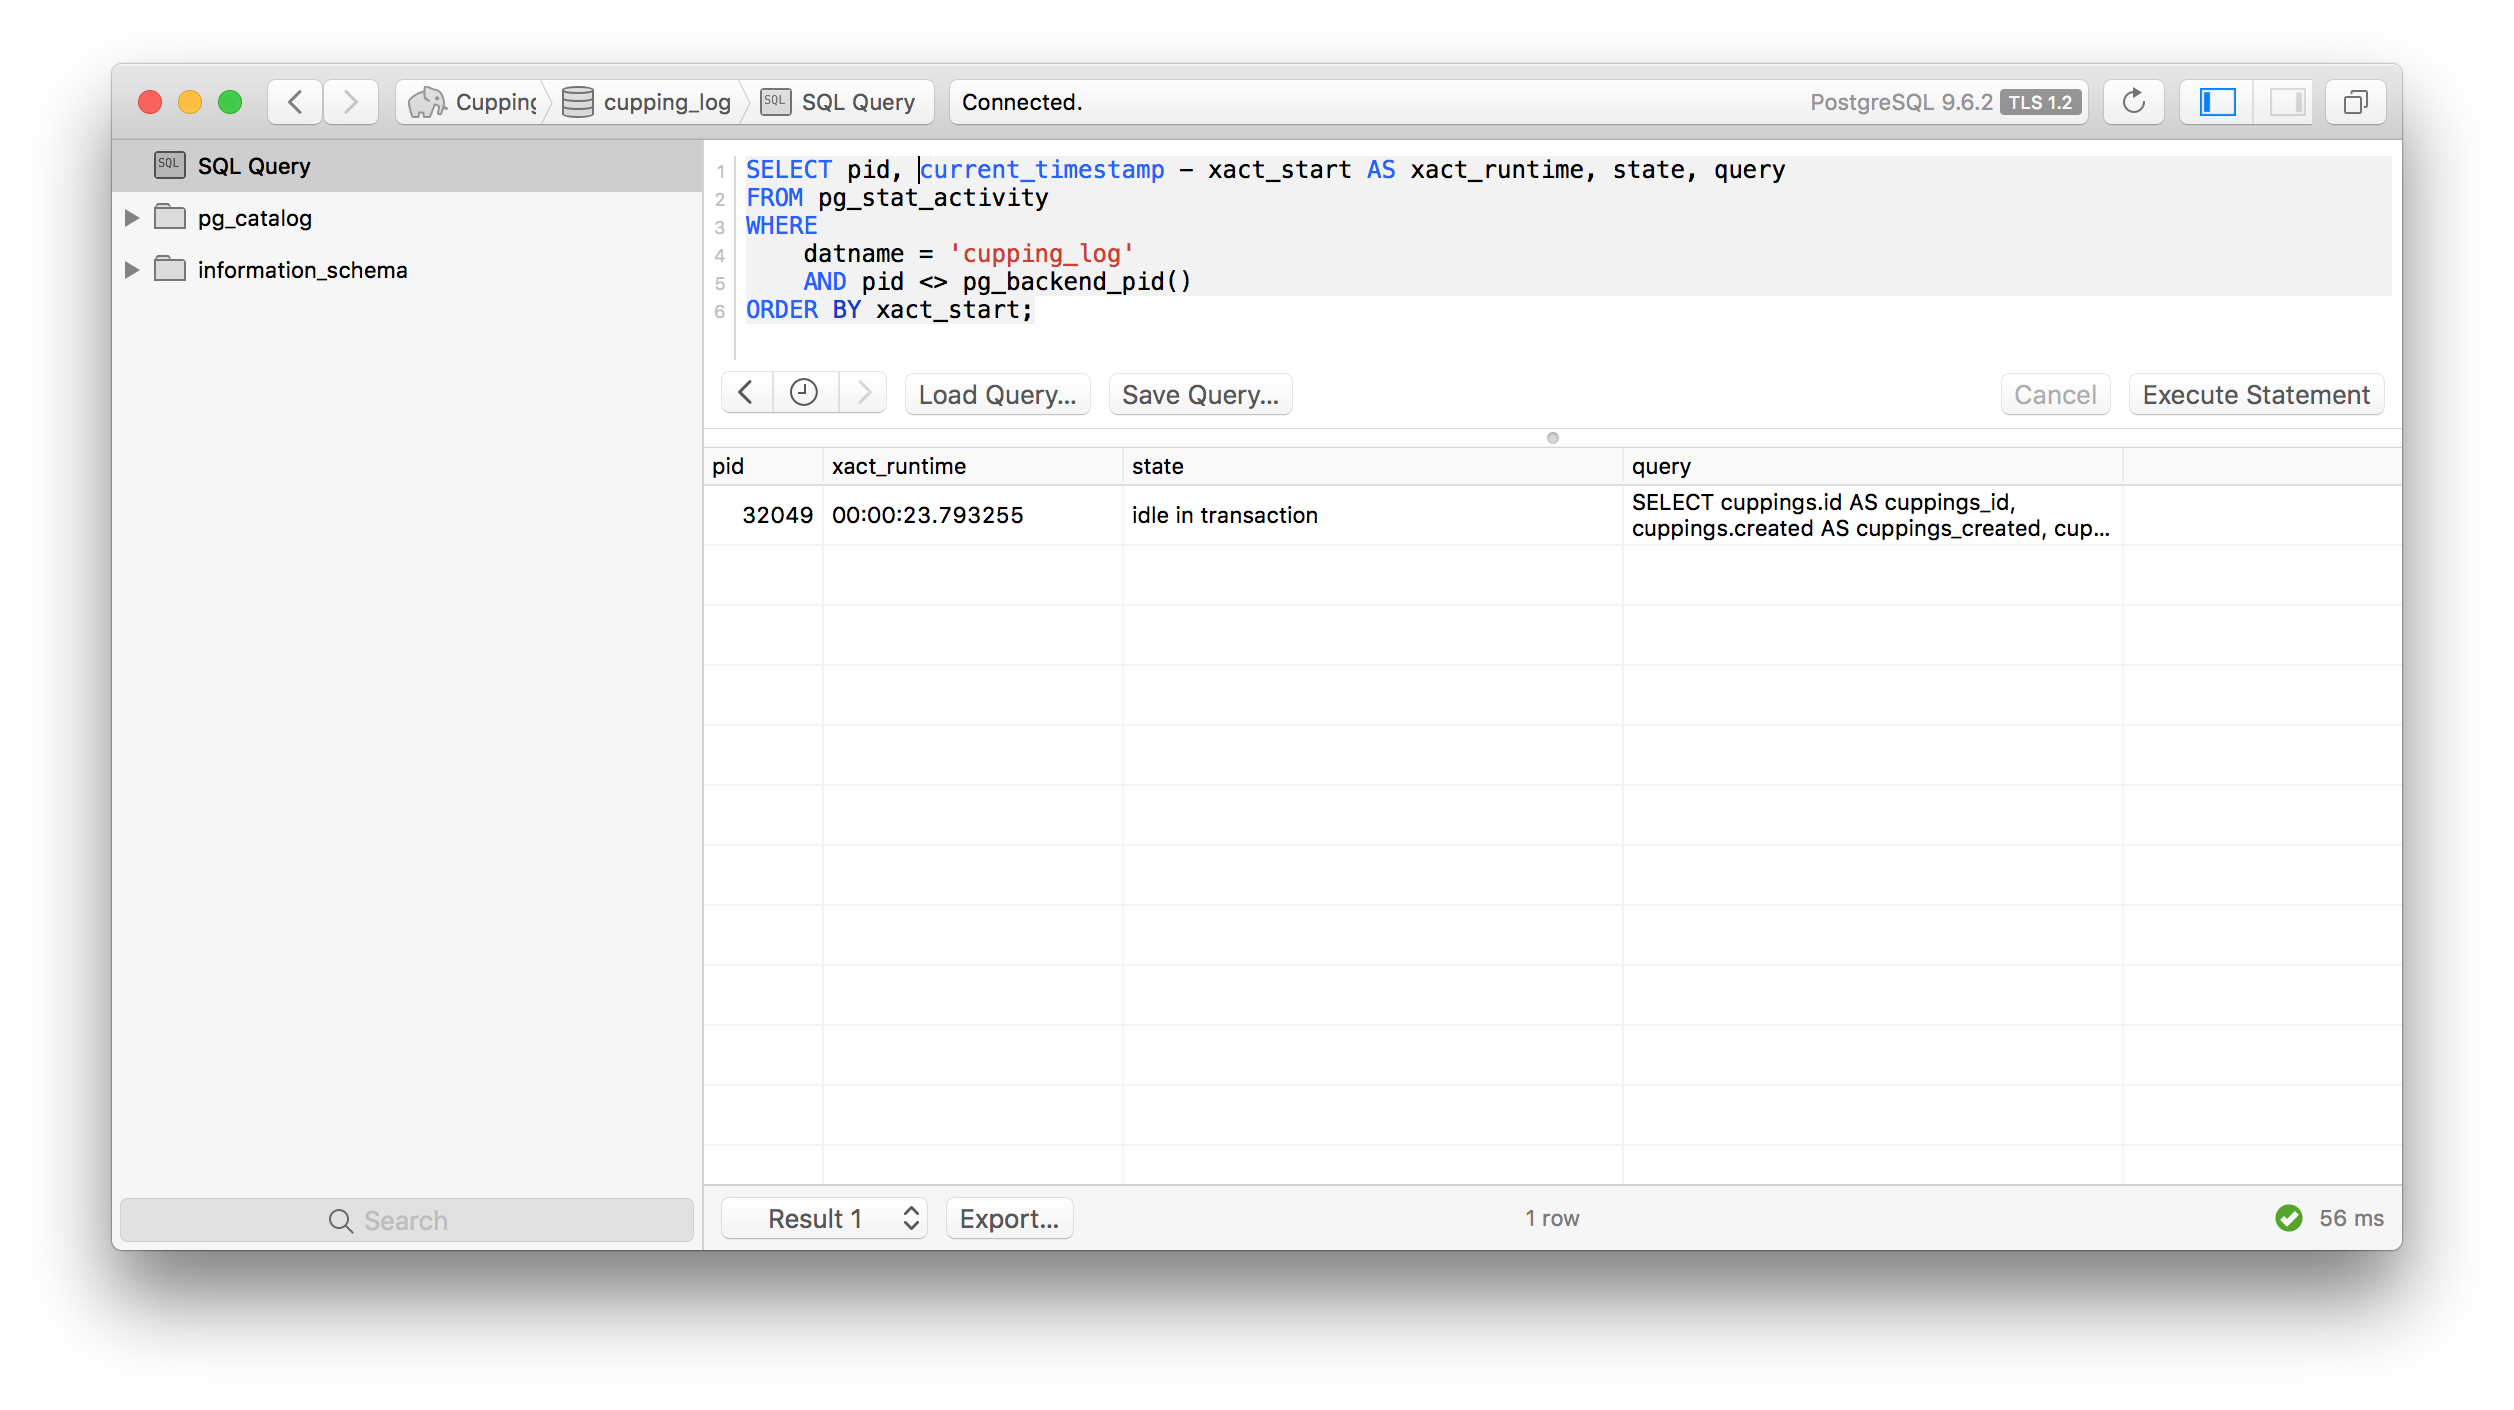 Cupping
cupping_log
SQL
SQL Query
Connected.
PostgreSQL 9.6.2
TLS 1.2
SQL
SQL Query
pg_catalog
information_schema
1 SELECT pid, current_timestamp - xact_start AS xact_runtime, state, query
2 FROM pg_stat_activity
3 WHERE
4 datname = 'cupping_log'
5 AND pid <> pg_backend_pid()
6 ORDER BY xact_start;
Load Query...
Save Query...
Cancel
Execute Statement
pid xact_runtime state query
32049 00:00:23.793255 idle in transaction SELECT cuppings.id AS cuppings_id,
cuppings.created AS cuppings_created, cup...
Search
Result 1
Export...
1 row
56 ms